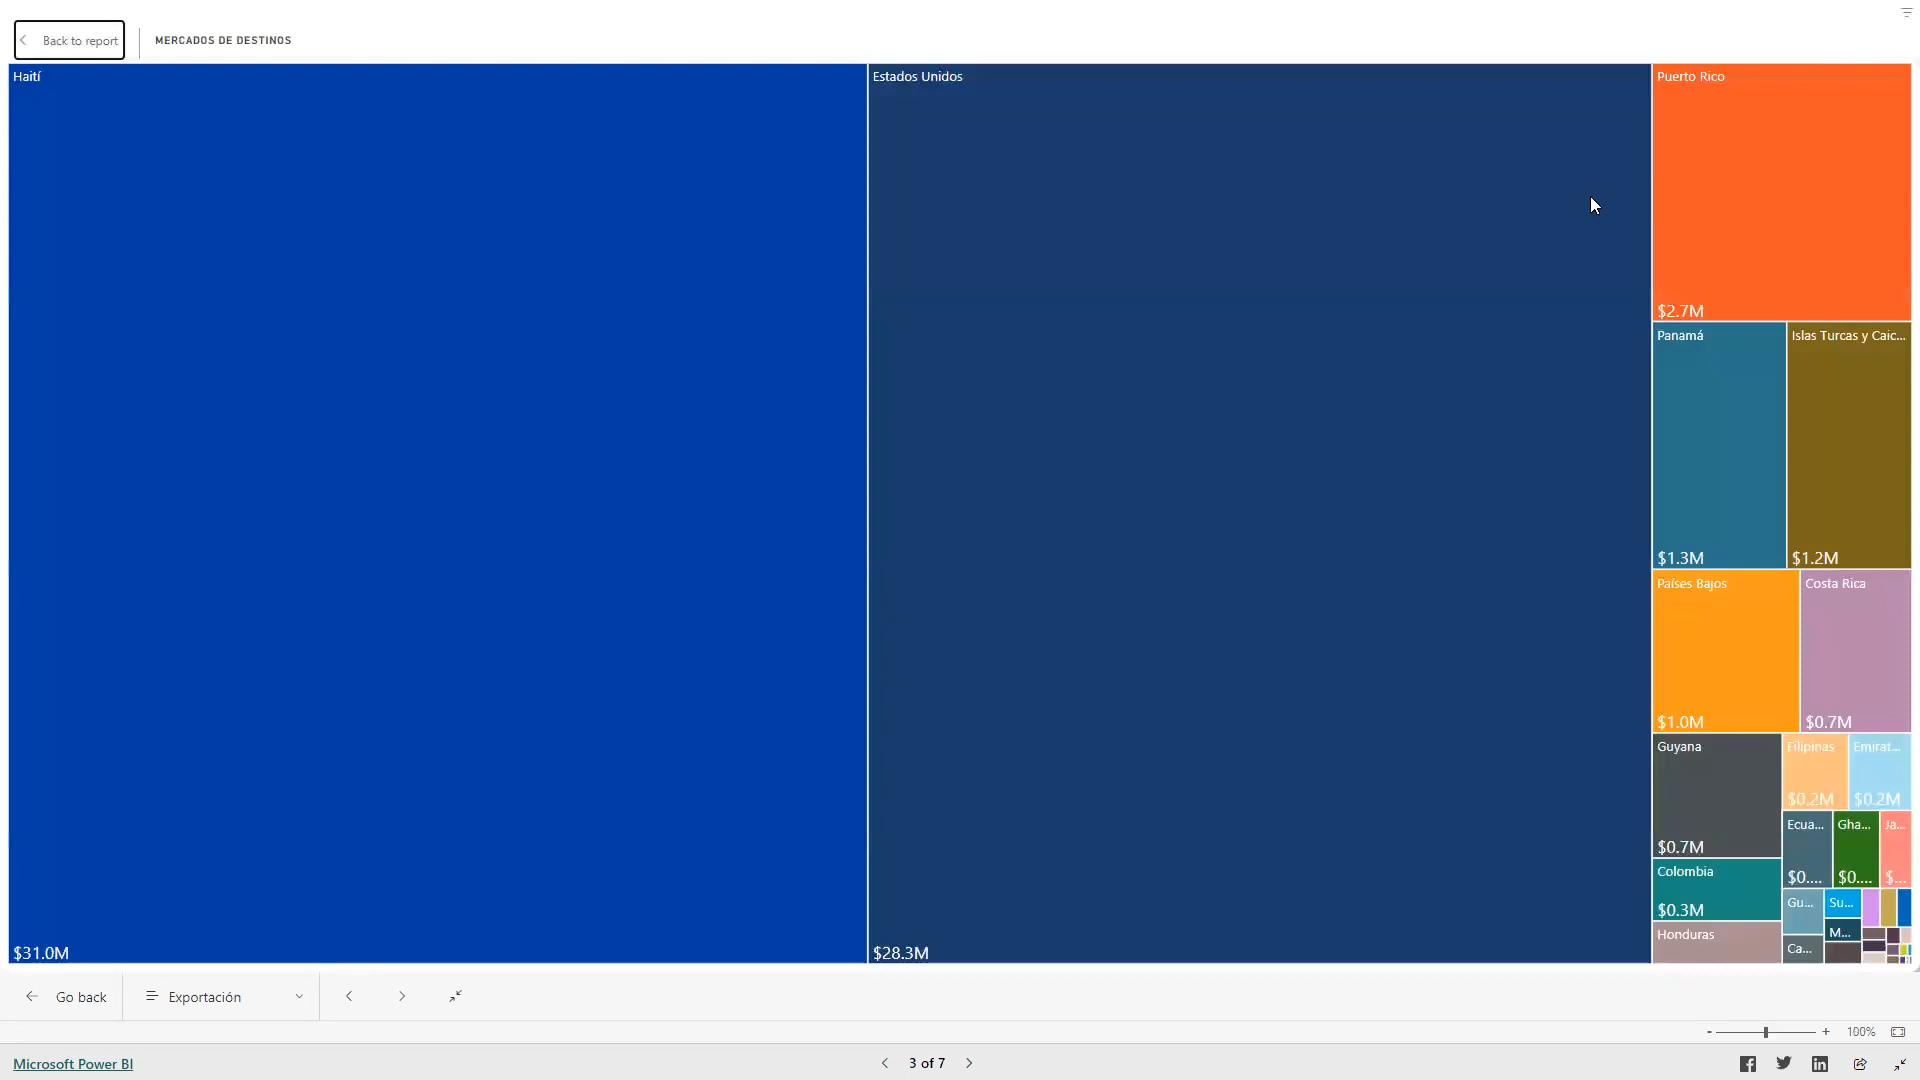 Back to report
MERCADOS DE DESTINOS
Haití
$31.0M
Estados Unidos
$28.3M
Puerto Rico
$2.7M
Panamá
$1.3M
Islas Turcas y Caic...
$1.2M
Países Bajos
$1.0M
Costa Rica
$0.7M
Guyana
$0.7M
Filipinas
$0.2M
Emirat...
$0.2M
Colombia
$0.3M
Honduras
Ecua...
$0....
Gha...
$0....
Ja...
$...
Gu...
Ca...
Su...
M...
Go back
Exportación
- + 100%
Microsoft Power BI
3 of 7